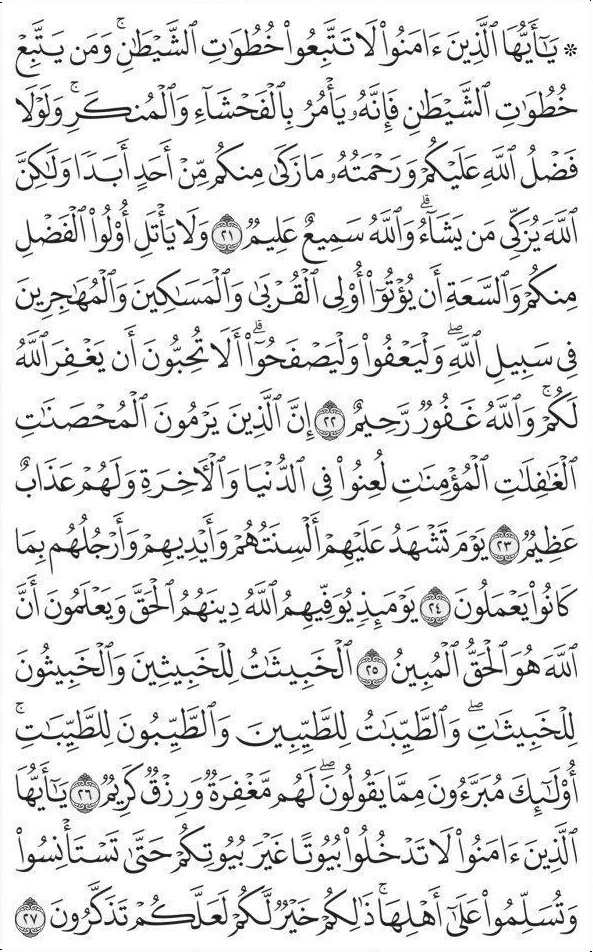 ۞ يَـٰٓأَيُّهَا ٱلَّذِينَ ءَامَنُوا۟ لَا تَتَّبِعُوا۟ خُطُوَٰتِ ٱلشَّيْطَـٰنِ ۚ وَمَن يَتَّبِعْ
خُطُوَٰتِ ٱلشَّيْطَـٰنِ فَإِنَّهُۥ يَأْمُرُ بِٱلْفَحْشَآءِ وَٱلْمُنكَرِ ۚ وَلَوْلَا
فَضْلُ ٱللَّهِ عَلَيْكُمْ وَرَحْمَتُهُۥ مَا زَكَىٰ مِنكُم مِّنْ أَحَدٍ أَبَدًا وَلَـٰكِنَّ
ٱللَّهَ يُزَكِّى مَن يَشَآءُ ۗ وَٱللَّهُ سَمِيعٌ عَلِيمٌ ٢١ وَلَا يَأْتَلِ أُو۟لُوا۟ ٱلْفَضْلِ
مِنكُمْ وَٱلسَّعَةِ أَن يُؤْتُوٓا۟ أُو۟لِى ٱلْقُرْبَىٰ وَٱلْمَسَـٰكِينَ وَٱلْمُهَـٰجِرِينَ
فِى سَبِيلِ ٱللَّهِ ۖ وَلْيَعْفُوا۟ وَلْيَصْفَحُوٓا۟ ۗ أَلَا تُحِبُّونَ أَن يَغْفِرَ ٱللَّهُ
لَكُمْ ۚ وَٱللَّهُ غَفُورٌ رَّحِيمٌ ٢٢ إِنَّ ٱلَّذِينَ يَرْمُونَ ٱلْمُحْصَنَـٰتِ
ٱلْغَـٰفِلَـٰتِ ٱلْمُؤْمِنَـٰتِ لُعِنُوا۟ فِى ٱلدُّنْيَا وَٱلْـَٔاخِرَةِ وَلَهُمْ عَذَابٌ
عَظِيمٌ ٢٣ يَوْمَ تَشْهَدُ عَلَيْهِمْ أَلْسِنَتُهُمْ وَأَيْدِيهِمْ وَأَرْجُلُهُم بِمَا
كَانُوا۟ يَعْمَلُونَ ٢٤ يَوْمَئِذٍ يُوَفِّيهِمُ ٱللَّهُ دِينَهُمُ ٱلْحَقَّ وَيَعْلَمُونَ أَنَّ
ٱللَّهَ هُوَ ٱلْحَقُّ ٱلْمُبِينُ ٢٥ ٱلْخَبِيثَـٰتُ لِلْخَبِيثِينَ وَٱلْخَبِيثُونَ
لِلْخَبِيثَـٰتِ ۖ وَٱلطَّيِّبَـٰتُ لِلطَّيِّبِينَ وَٱلطَّيِّبُونَ لِلطَّيِّبَـٰتِ ۚ
أُو۟لَـٰٓئِكَ مُبَرَّءُونَ مِمَّا يَقُولُونَ ۖ لَهُم مَّغْفِرَةٌ وَرِزْقٌ كَرِيمٌ ٢٦ يَـٰٓأَيُّهَا
ٱلَّذِينَ ءَامَنُوا۟ لَا تَدْخُلُوا۟ بُيُوتًا غَيْرَ بُيُوتِكُمْ حَتَّىٰ تَسْتَأْنِسُوا۟
وَتُسَلِّمُوا۟ عَلَىٰٓ أَهْلِهَا ۚ ذَٰلِكُمْ خَيْرٌ لَّكُمْ لَعَلَّكُمْ تَذَكَّرُونَ ٢٧